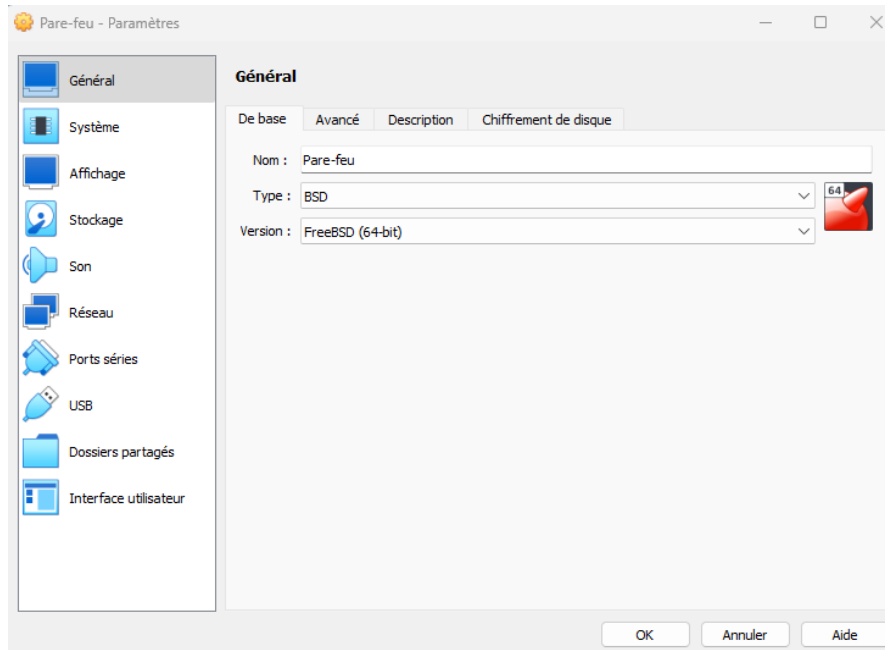 Pare-feu - Paramètres
Général
Système
Affichage
Stockage
Son
Réseau
Ports séries
USB
Dossiers partagés
Interface utilisateur
Général
De base Avancé Description Chiffrement de disque
Nom : Pare-feu
Type : BSD
64
Version : FreeBSD (64-bit)
OK Annuler Aide